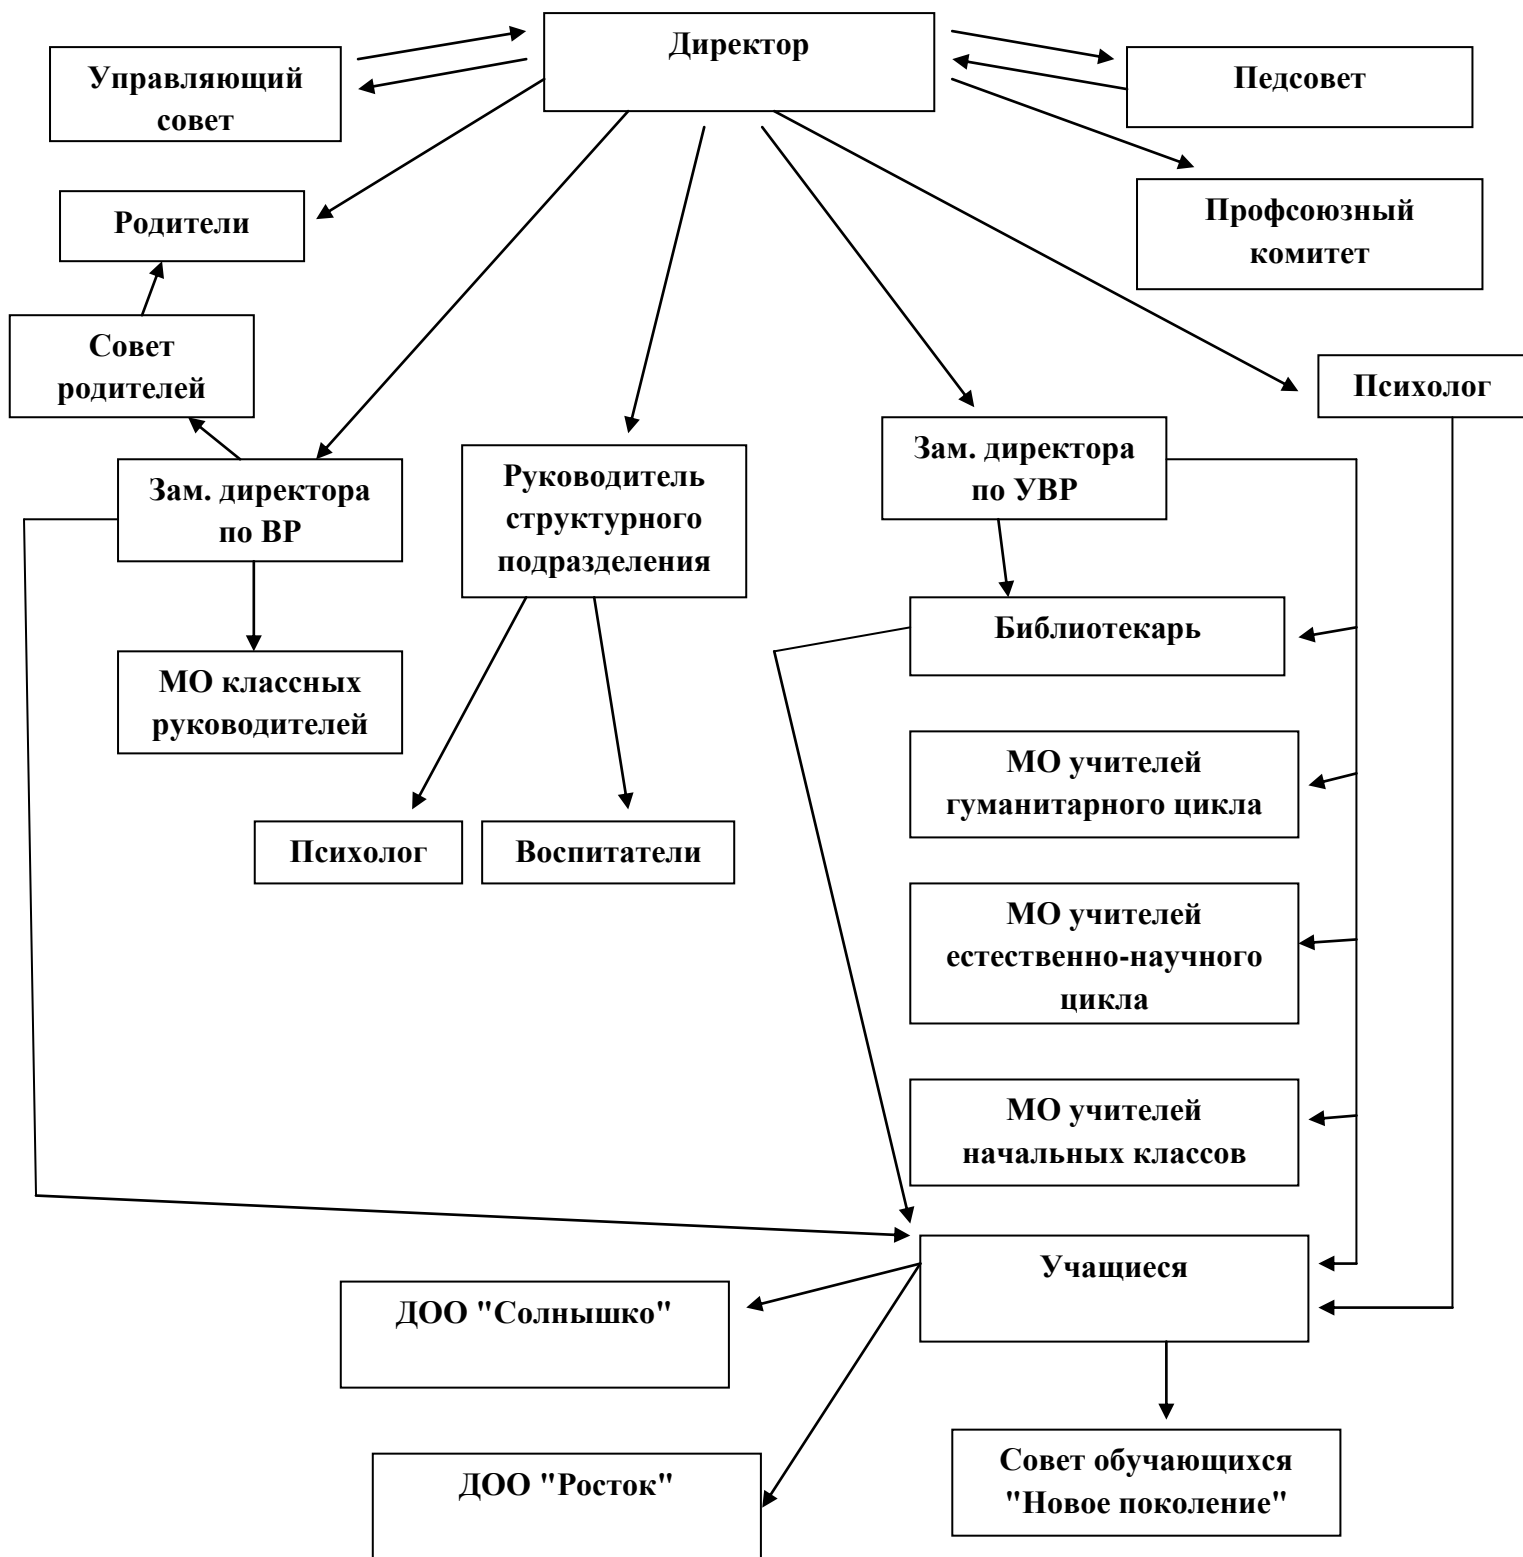 Директор
Управляющий
совет
Педсовет
Родители
Профсоюзный
комитет
Совет
родителей
Психолог
Зам. директора
по ВР
Руководитель
структурного
подразделения
Зам. директора
по УВР
Библиотекарь
МО классных
руководителей
МО учителей
гуманитарного цикла
Психолог
Воспитатели
МО учителей
естественно-научного
цикла
МО учителей
начальных классов
Учащиеся
ДОО "Солнышко"
Совет обучающихся
"Новое поколение"
ДОО "Росток"